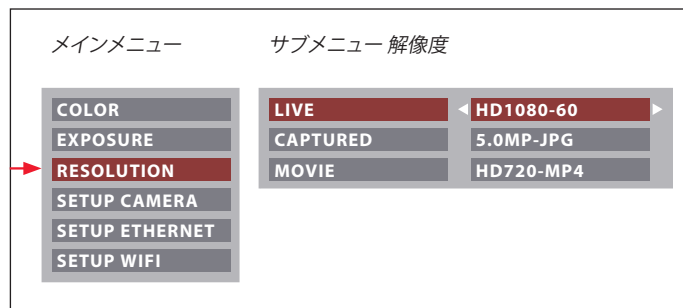 メインメニュー
サブメニュー 解像度
COLOR
EXPOSURE
RESOLUTION
SETUP CAMERA
SETUP ETHERNET
SETUP WIFI
LIVE HD1080-60
CAPTURED 5.0MP-JPG
MOVIE HD720-MP4